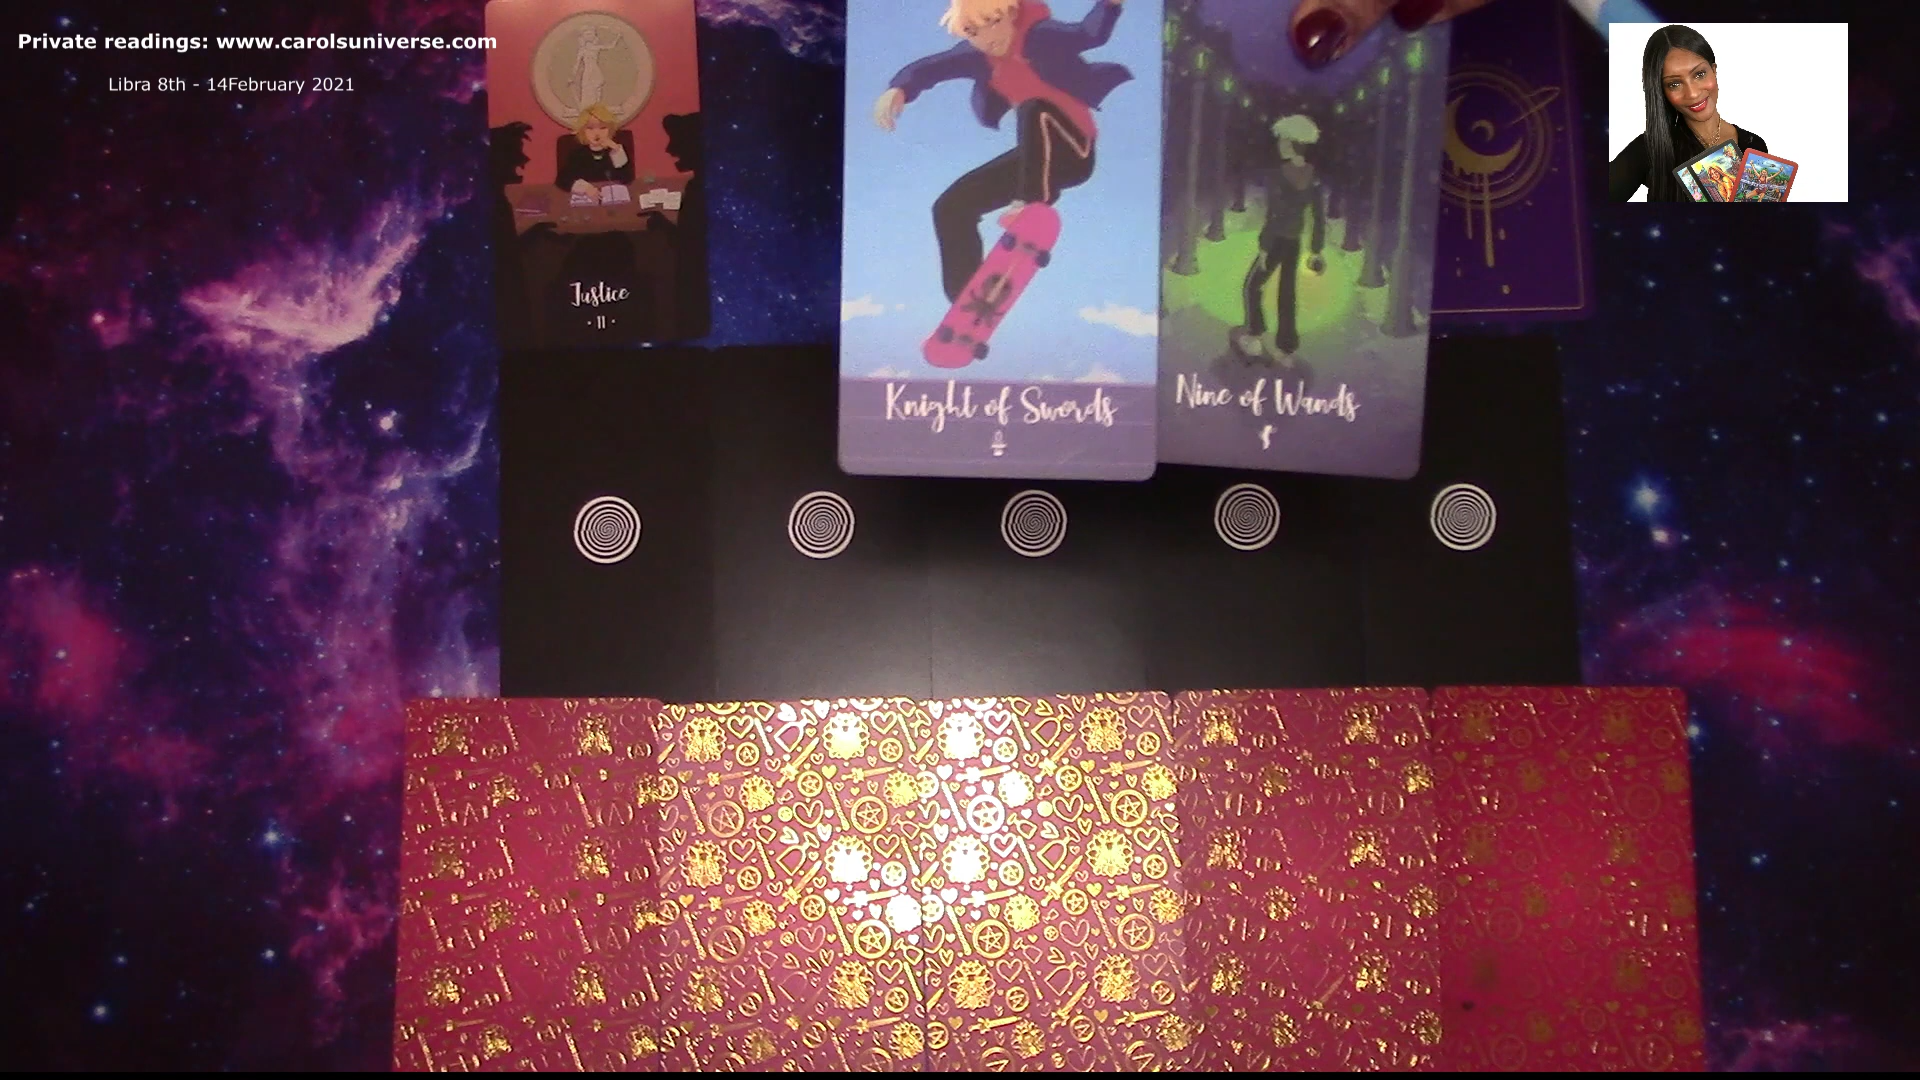 Private readings: www.carolsuniverse.com
Libra 8th - 14February 2021
Justice
· 11 ·
Knight of Swords
Nine of Wands